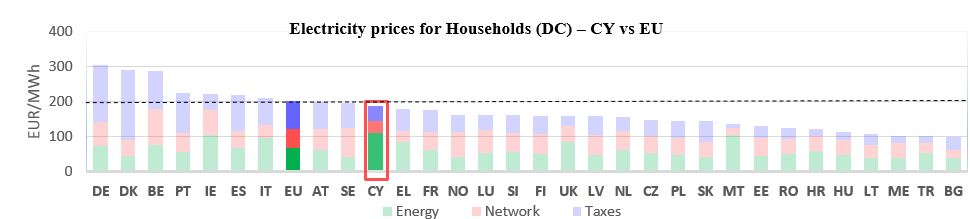 Electricity prices for Households (DC) – CY vs EU
EUR/MWh
400
300
200
100
0
DE DK BE PT IE ES IT EU AT SE CY EL FR NO LU SI FI UK LV NL CZ PL SK MT EE RO HR HU LT ME TR BG
Energy Network Taxes